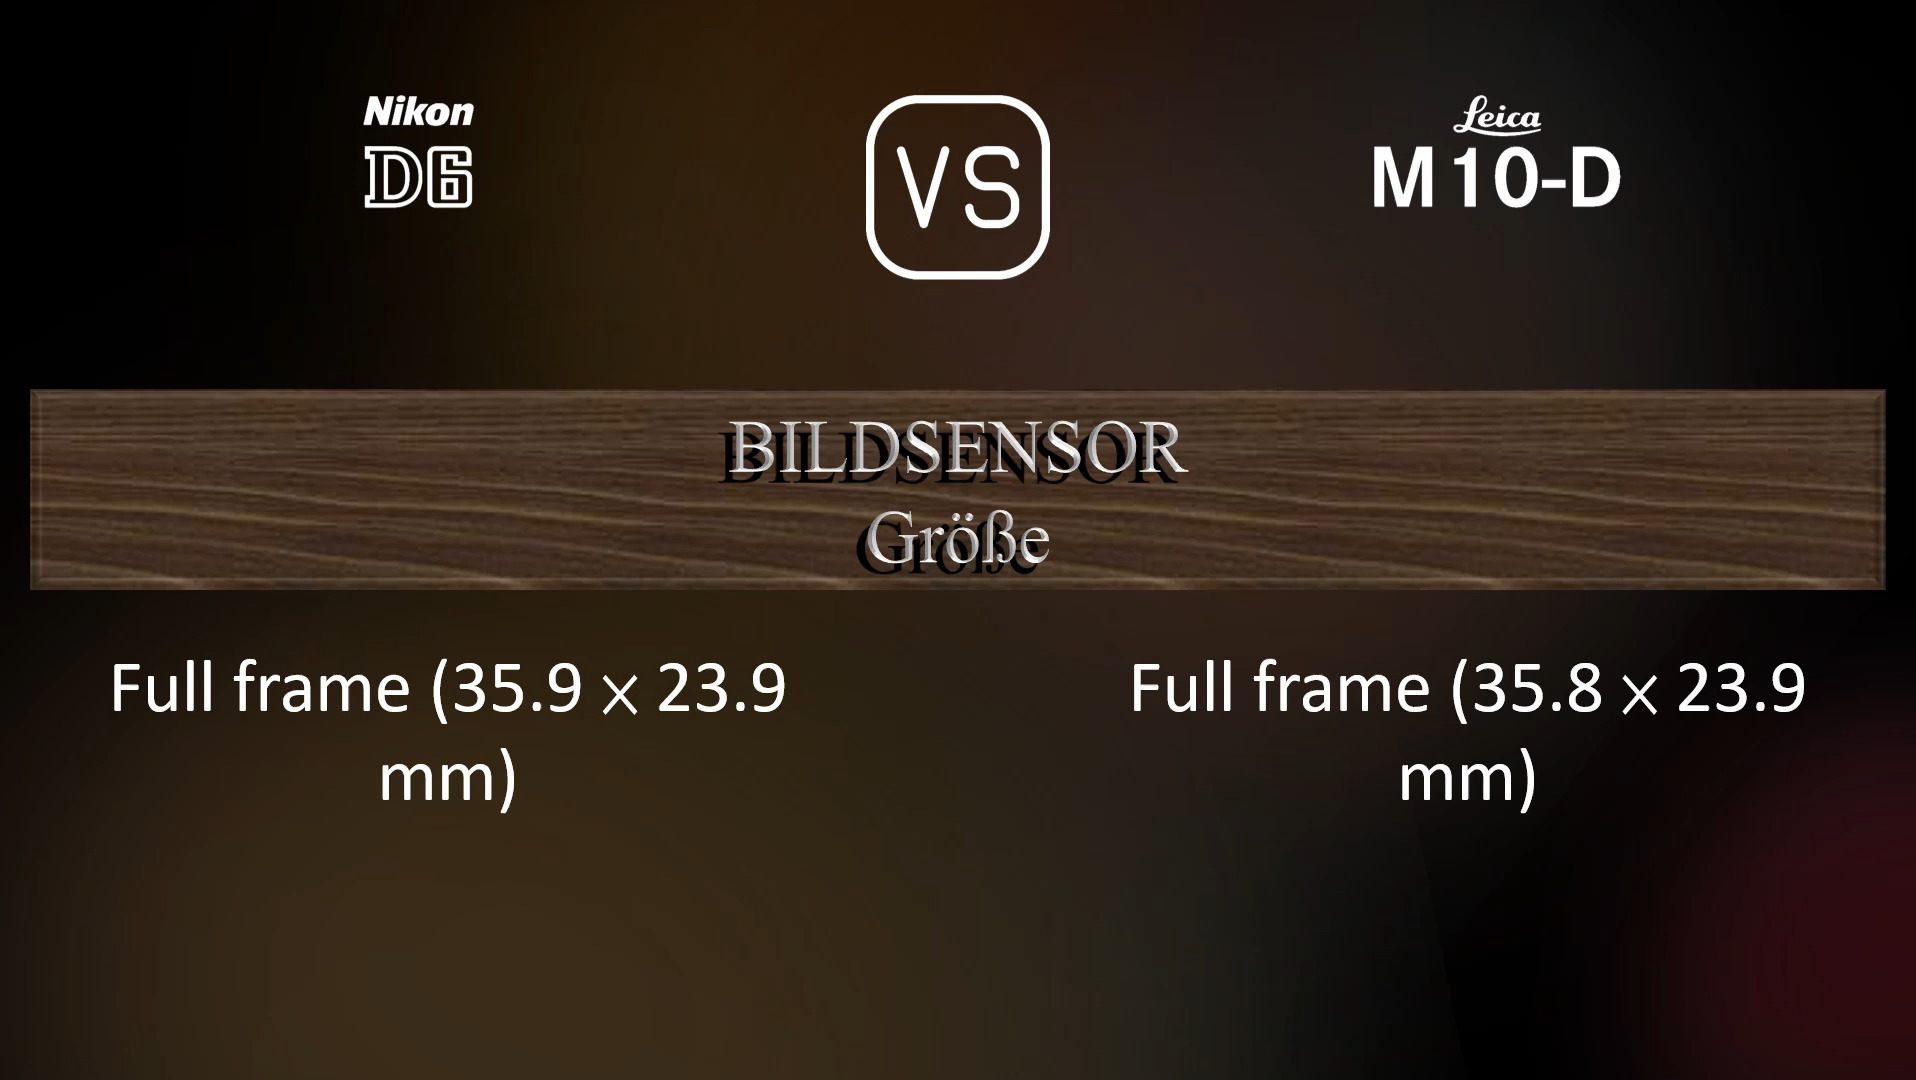 Nikon
D6
VS
Leica
M10-D
BILDSENSOR
Größe
Full frame (35.9 x 23.9
mm)
Full frame (35.8 x 23.9
mm)